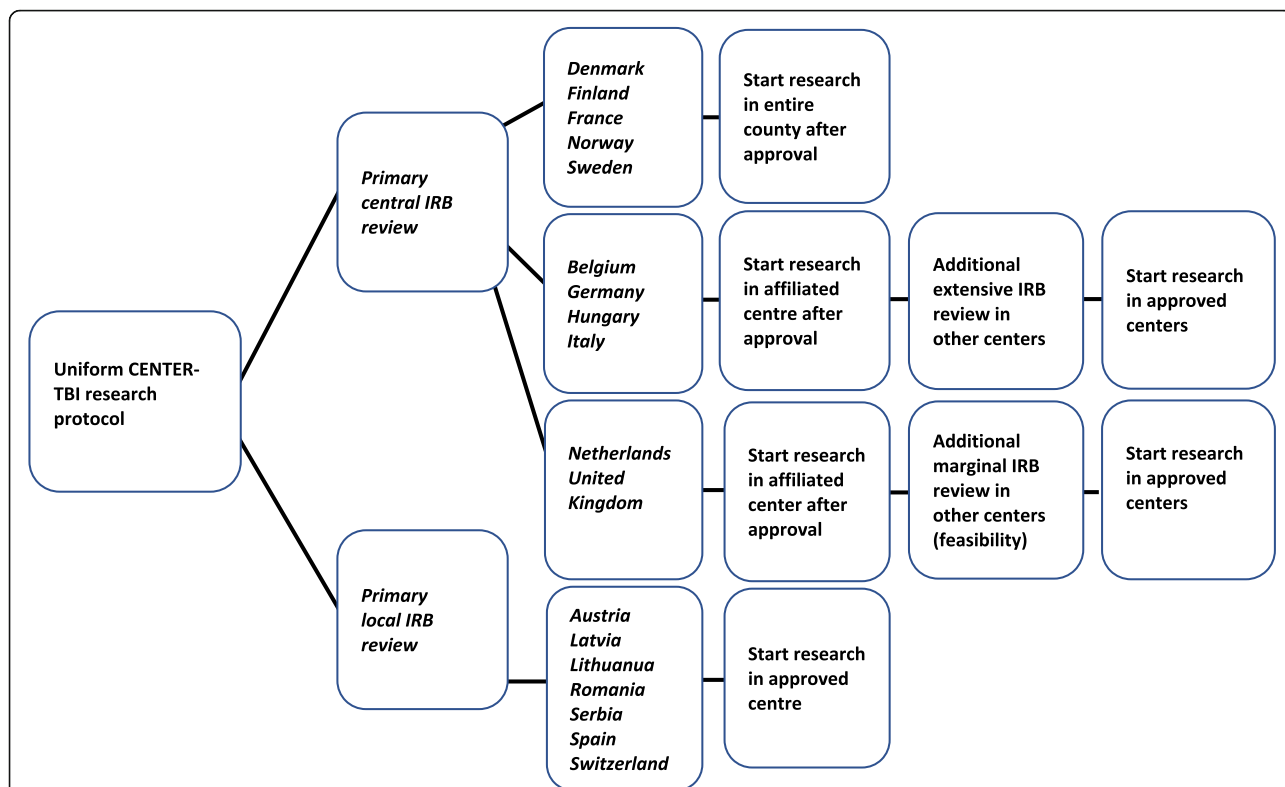 Uniform CENTER-
TBI research
protocol
Primary
central IRB
review
Denmark
Finland
France
Norway
Sweden
Start research
in entire
county after
approval
Belgium
Germany
Hungary
Italy
Start research
in affiliated
centre after
approval
Additional
extensive IRB
review in
other centers
Start research
in approved
centers
Netherlands
United
Kingdom
Start research
in affiliated
center after
approval
Additional
marginal IRB
review in
other centers
(feasibility)
Start research
in approved
centers
Primary
local IRB
review
Austria
Latvia
Lithuanua
Romania
Serbia
Spain
Switzerland
Start research
in approved
centre